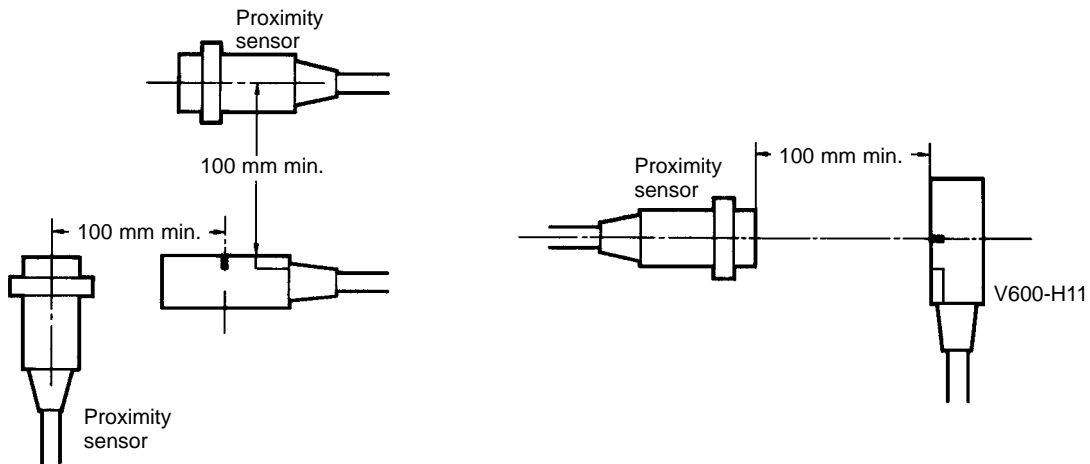 Proximity
sensor
100 mm min.
100 mm min.
Proximity
sensor
100 mm min.
Proximity
sensor
V600-H11